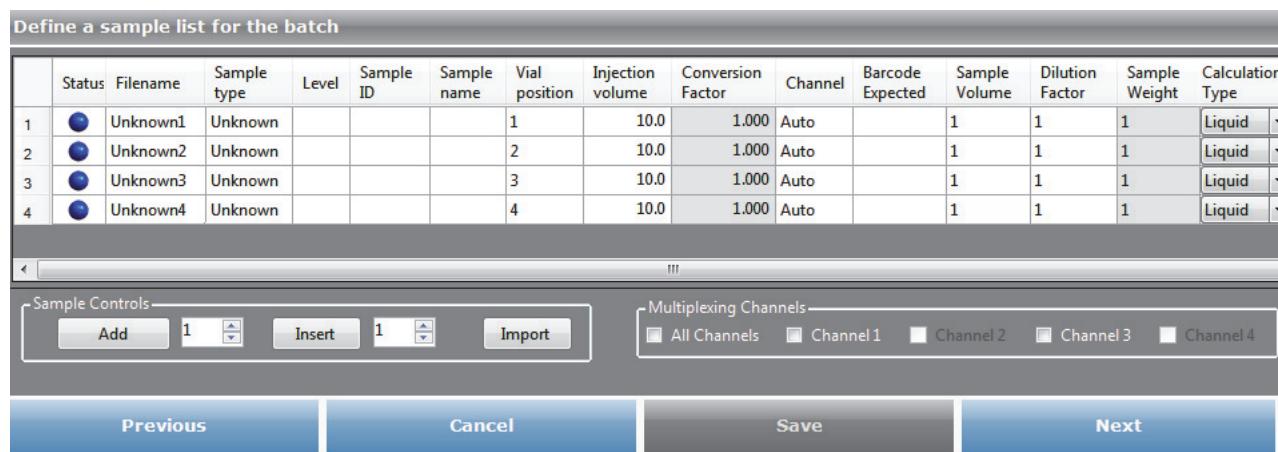 Define a sample list for the batch
Status Filename Sample type Level Sample ID Sample name Vial position Injection volume Conversion Factor Channel Barcode Expected Sample Volume Dilution Factor Sample Weight Calculation Type
1 Unknown1 Unknown 1 10.0 1.000 Auto 1 1 1 Liquid
2 Unknown2 Unknown 2 10.0 1.000 Auto 1 1 1 Liquid
3 Unknown3 Unknown 3 10.0 1.000 Auto 1 1 1 Liquid
4 Unknown4 Unknown 4 10.0 1.000 Auto 1 1 1 Liquid
Sample Controls
Add 1 Insert 1 Import
Multiplexing Channels
All Channels Channel 1 Channel 2 Channel 3 Channel 4
Previous Cancel Save Next